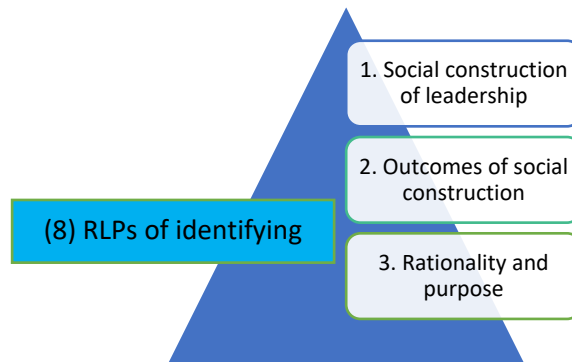 1. Social construction
of leadership
2. Outcomes of social
construction
(8) RLPs of identifying
3. Rationality and
purpose